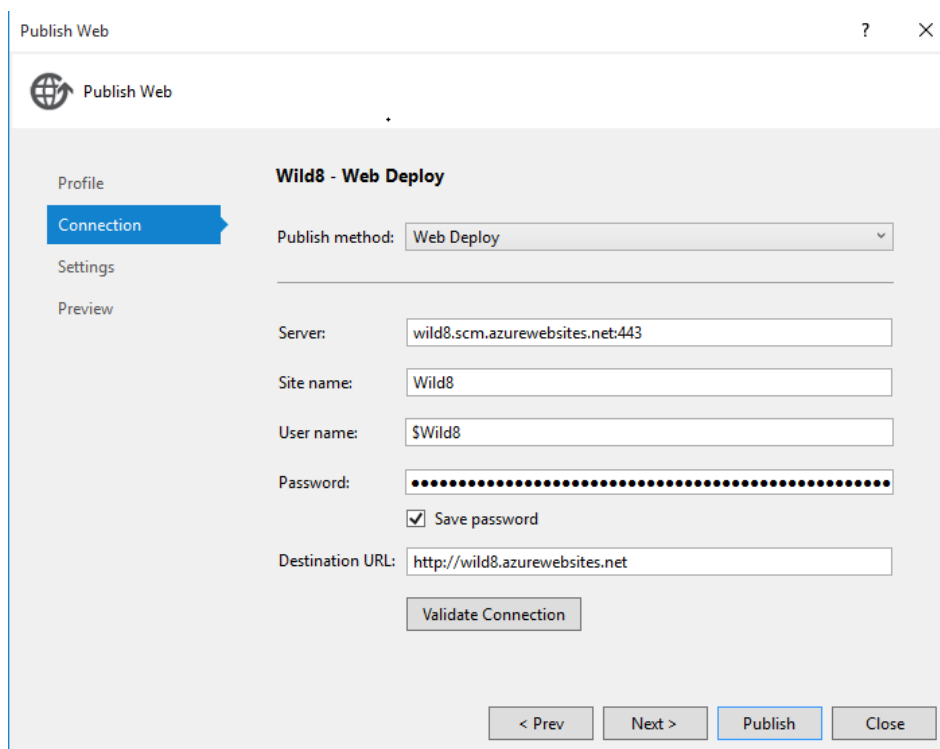 Publish Web
?
Publish Web
Profile
Connection
Settings
Preview
Wild8 - Web Deploy
Publish method: Web Deploy
Server: wild8.scm.azurewebsites.net:443
Site name: Wild8
User name: $Wild8
Password:
Save password
Destination URL: http://wild8.azurewebsites.net
Validate Connection
< Prev Next > Publish Close